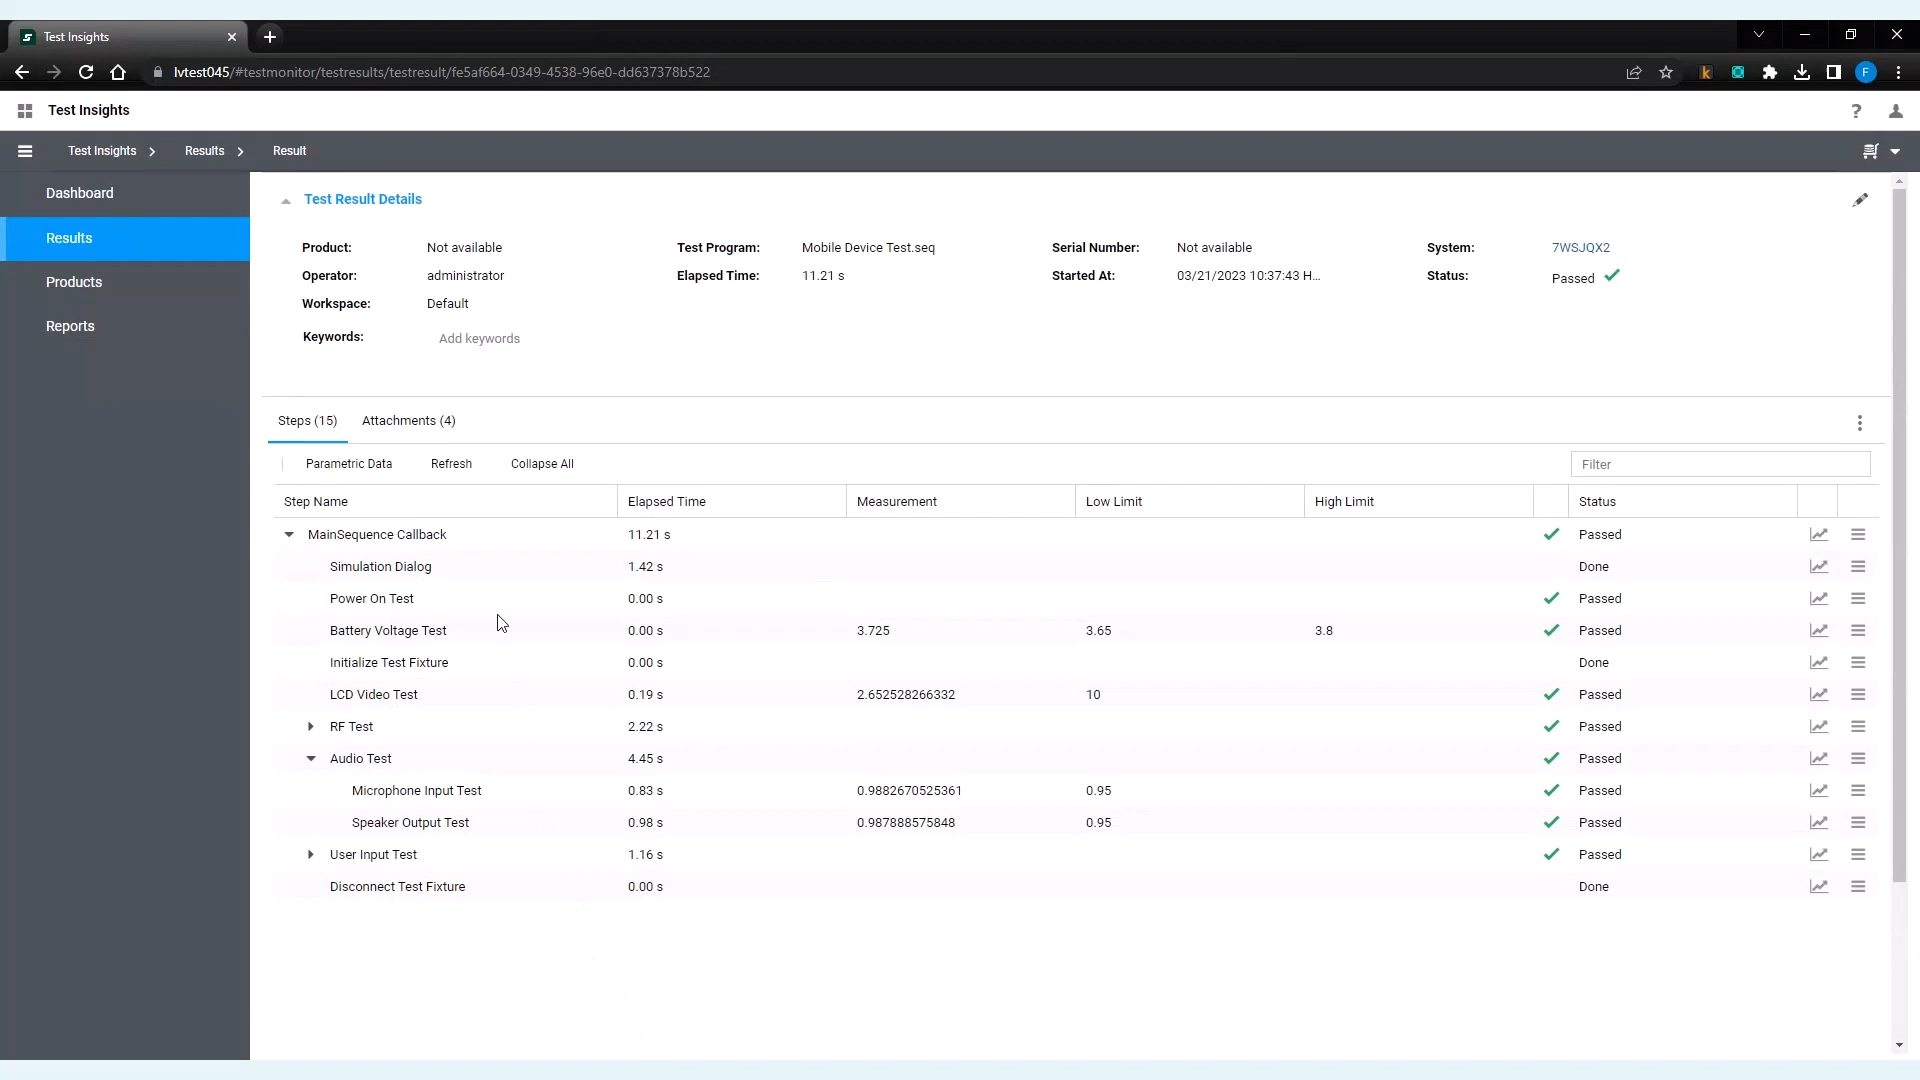 Test Insights
lvtest045/#testmonitor/testresults/testresult/fe5af664-0349-4538-96e0-dd637378b522
k
F
Test Insights
?
Test Insights Results Result
Dashboard
Results
Products
Reports
Test Result Details
Product: Not available Test Program: Mobile Device Test.seq Serial Number: Not available System: 7WSJQX2
Operator: administrator Elapsed Time: 11.21 s Started At: 03/21/2023 10:37:43 H... Status: Passed
Workspace: Default
Keywords: Add keywords
Steps (15) Attachments (4)
Parametric Data Refresh Collapse All Filter
Step Name Elapsed Time Measurement Low Limit High Limit Status
MainSequence Callback 11.21 s Passed
Simulation Dialog 1.42 s Done
Power On Test 0.00 s Passed
Battery Voltage Test 0.00 s 3.725 3.65 3.8 Passed
Initialize Test Fixture 0.00 s Done
LCD Video Test 0.19 s 2.652528266332 10 Passed
RF Test 2.22 s Passed
Audio Test 4.45 s Passed
Microphone Input Test 0.83 s 0.9882670525361 0.95 Passed
Speaker Output Test 0.98 s 0.987888575848 0.95 Passed
User Input Test 1.16 s Passed
Disconnect Test Fixture 0.00 s Done